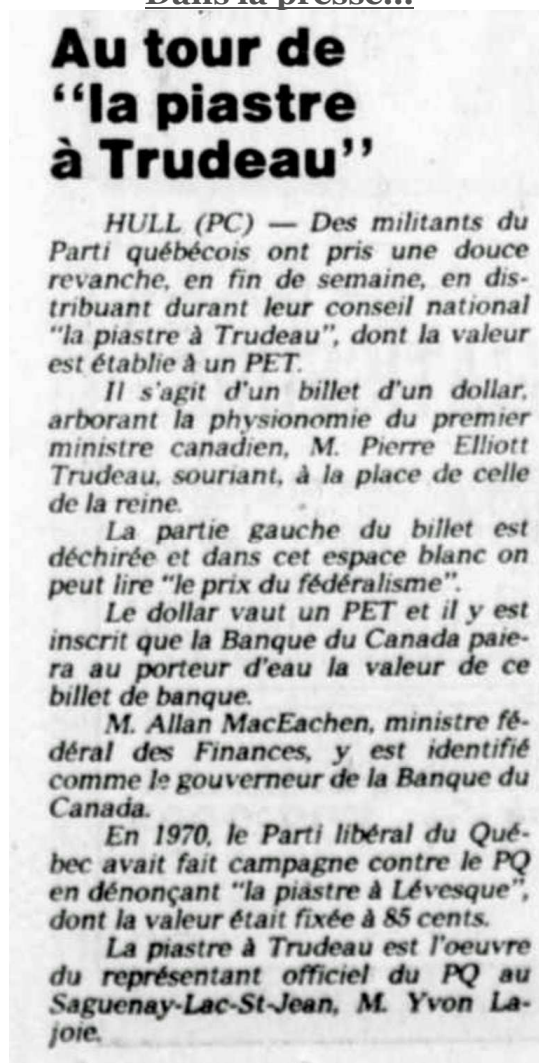 Dans la presse...
Au tour de
“la piastre
à Trudeau”
HULL (PC) — Des militants du
Parti québécois ont pris une douce
revanche, en fin de semaine, en dis-
tribuant durant leur conseil national
“la piastre à Trudeau”, dont la valeur
est établie à un PET.
Il s'agit d'un billet d'un dollar,
arborant la physionomie du premier
ministre canadien, M. Pierre Elliott
Trudeau, souriant, à la place de celle
de la reine.
La partie gauche du billet est
déchirée et dans cet espace blanc on
peut lire “le prix du fédéralisme”.
Le dollar vaut un PET et il y est
inscrit que la Banque du Canada paie-
ra au porteur d'eau la valeur de ce
billet de banque.
M. Allan MacEachen, ministre fé-
déral des Finances, y est identifié
comme le gouverneur de la Banque du
Canada.
En 1970, le Parti libéral du Qué-
bec avait fait campagne contre le PQ
en dénonçant “la piastre à Lévesque”,
dont la valeur était fixée à 85 cents.
La piastre à Trudeau est l'oeuvre
du représentant officiel du PQ au
Saguenay-Lac-St-Jean, M. Yvon La-
joie.